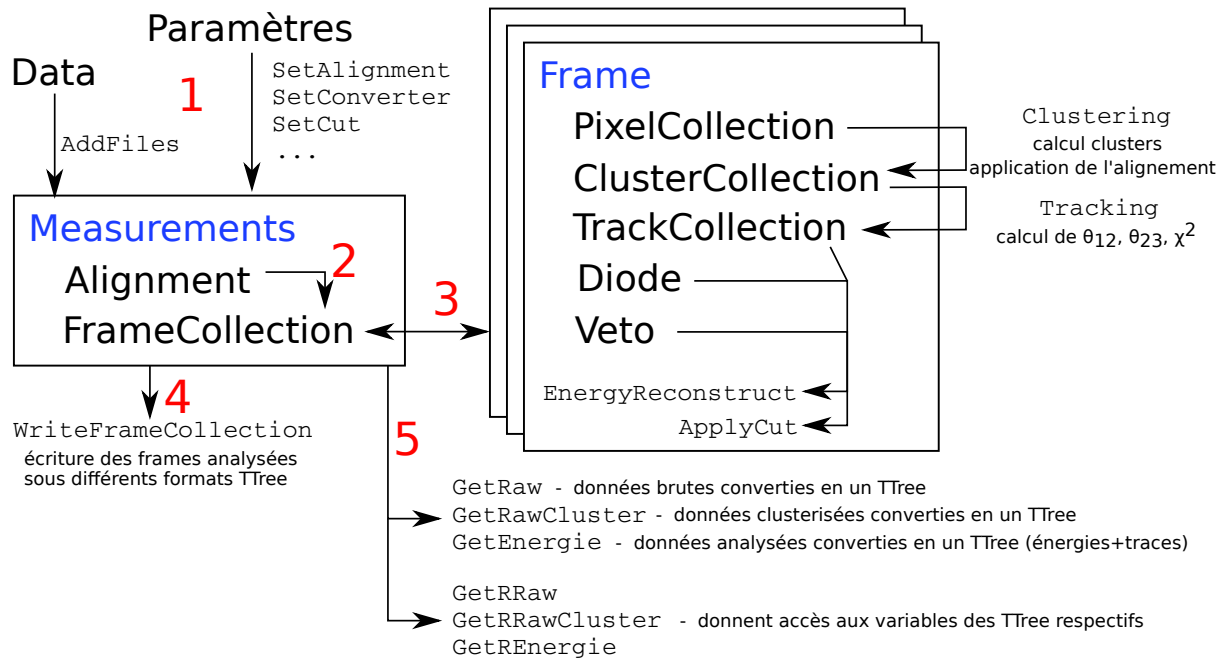 Paramètres
Data
1
SetAlignment
SetConverter
SetCut
...
AddFiles
Measurements
Alignment
2
FrameCollection
3
Frame
PixelCollection
ClusterCollection
TrackCollection
Diode
Veto
EnergyReconstruct
ApplyCut
Clustering
calcul clusters
application de l'alignement
Tracking
calcul de θ12, θ23, χ²
4
WriteFrameCollection
écriture des frames analysées
sous différents formats TTree
5
GetRaw - données brutes converties en un TTree
GetRawCluster - données clusterisées converties en un TTree
GetEnergie - données analysées converties en un TTree (énergies+traces)
GetRRaw
GetRRawCluster - donnent accès aux variables des TTree respectifs
GetREnergie